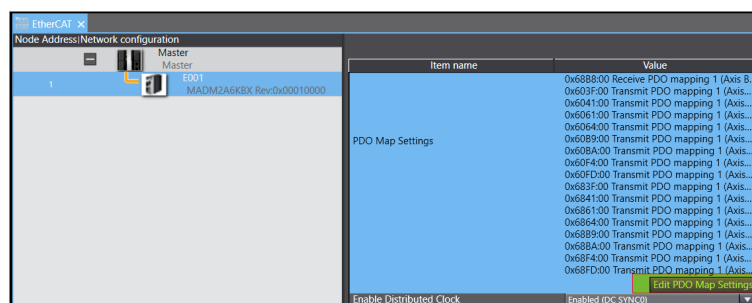 EtherCAT ×
Node Address|Network configuration
Master
Master
1
E001
MADM2A6KBX Rev:0x00010000
Item name Value
PDO Map Settings
0x68B8:00 Receive PDO mapping 1 (Axis B...
0x603F:00 Transmit PDO mapping 1 (Axis...
0x6041:00 Transmit PDO mapping 1 (Axis...
0x6061:00 Transmit PDO mapping 1 (Axis...
0x6064:00 Transmit PDO mapping 1 (Axis...
0x60B9:00 Transmit PDO mapping 1 (Axis...
0x60BA:00 Transmit PDO mapping 1 (Axis...
0x60F4:00 Transmit PDO mapping 1 (Axis...
0x60FD:00 Transmit PDO mapping 1 (Axis...
0x683F:00 Transmit PDO mapping 1 (Axis...
0x6841:00 Transmit PDO mapping 1 (Axis...
0x6861:00 Transmit PDO mapping 1 (Axis...
0x6864:00 Transmit PDO mapping 1 (Axis...
0x68B9:00 Transmit PDO mapping 1 (Axis...
0x68BA:00 Transmit PDO mapping 1 (Axis...
0x68F4:00 Transmit PDO mapping 1 (Axis...
0x68FD:00 Transmit PDO mapping 1 (Axis...
Edit PDO Map Settings
Enable Distributed Clock Enabled (DC SYNC0)